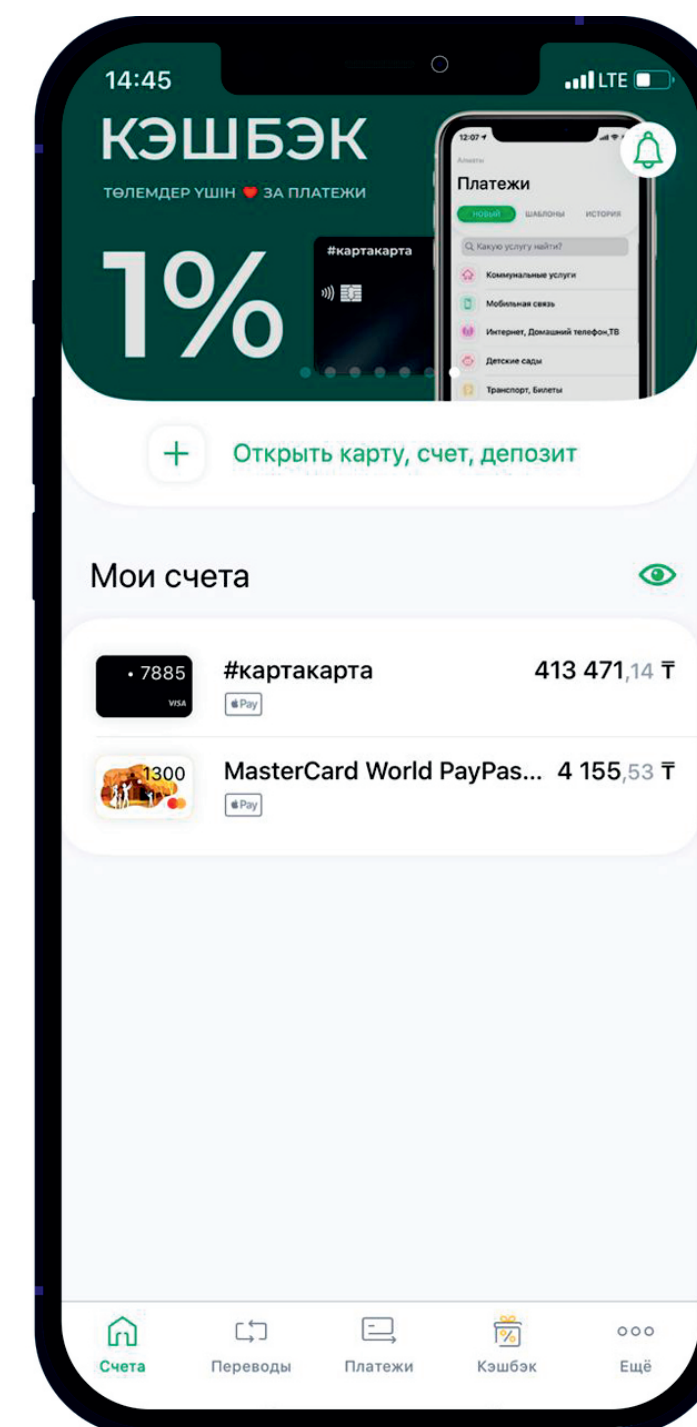 14:45
LTE
КЭШБЭК
ТӨЛЕМДЕР ҮШІН ❤️ ЗА ПЛАТЕЖИ
1%
#картакарта
12:07
Алматы
Платежи
НОВЫЙ ШАБЛОНЫ ИСТОРИЯ
Какую услугу найти?
Коммунальные услуги
Мобильная связь
Интернет, Домашний телефон,ТВ
Детские сады
Транспорт, Билеты
+ Открыть карту, счет, депозит
Мои счета
• 7885
VISA
#картакарта 413 471,14 ₸
Pay
1300
MasterCard World PayPas... 4 155,53 ₸
Pay
Счета Переводы Платежи Кэшбэк Ещё